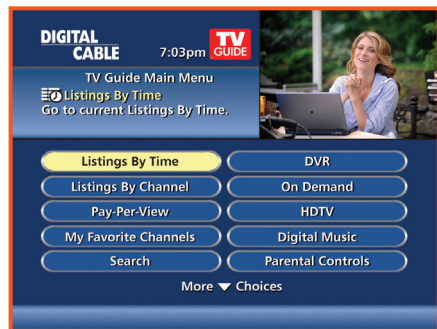 DIGITAL
CABLE
7:03pm
TV
GUIDE
TV Guide Main Menu
Listings By Time
Go to current Listings By Time.
Listings By Time
DVR
Listings By Channel
On Demand
Pay-Per-View
HDTV
My Favorite Channels
Digital Music
Search
Parental Controls
More Choices